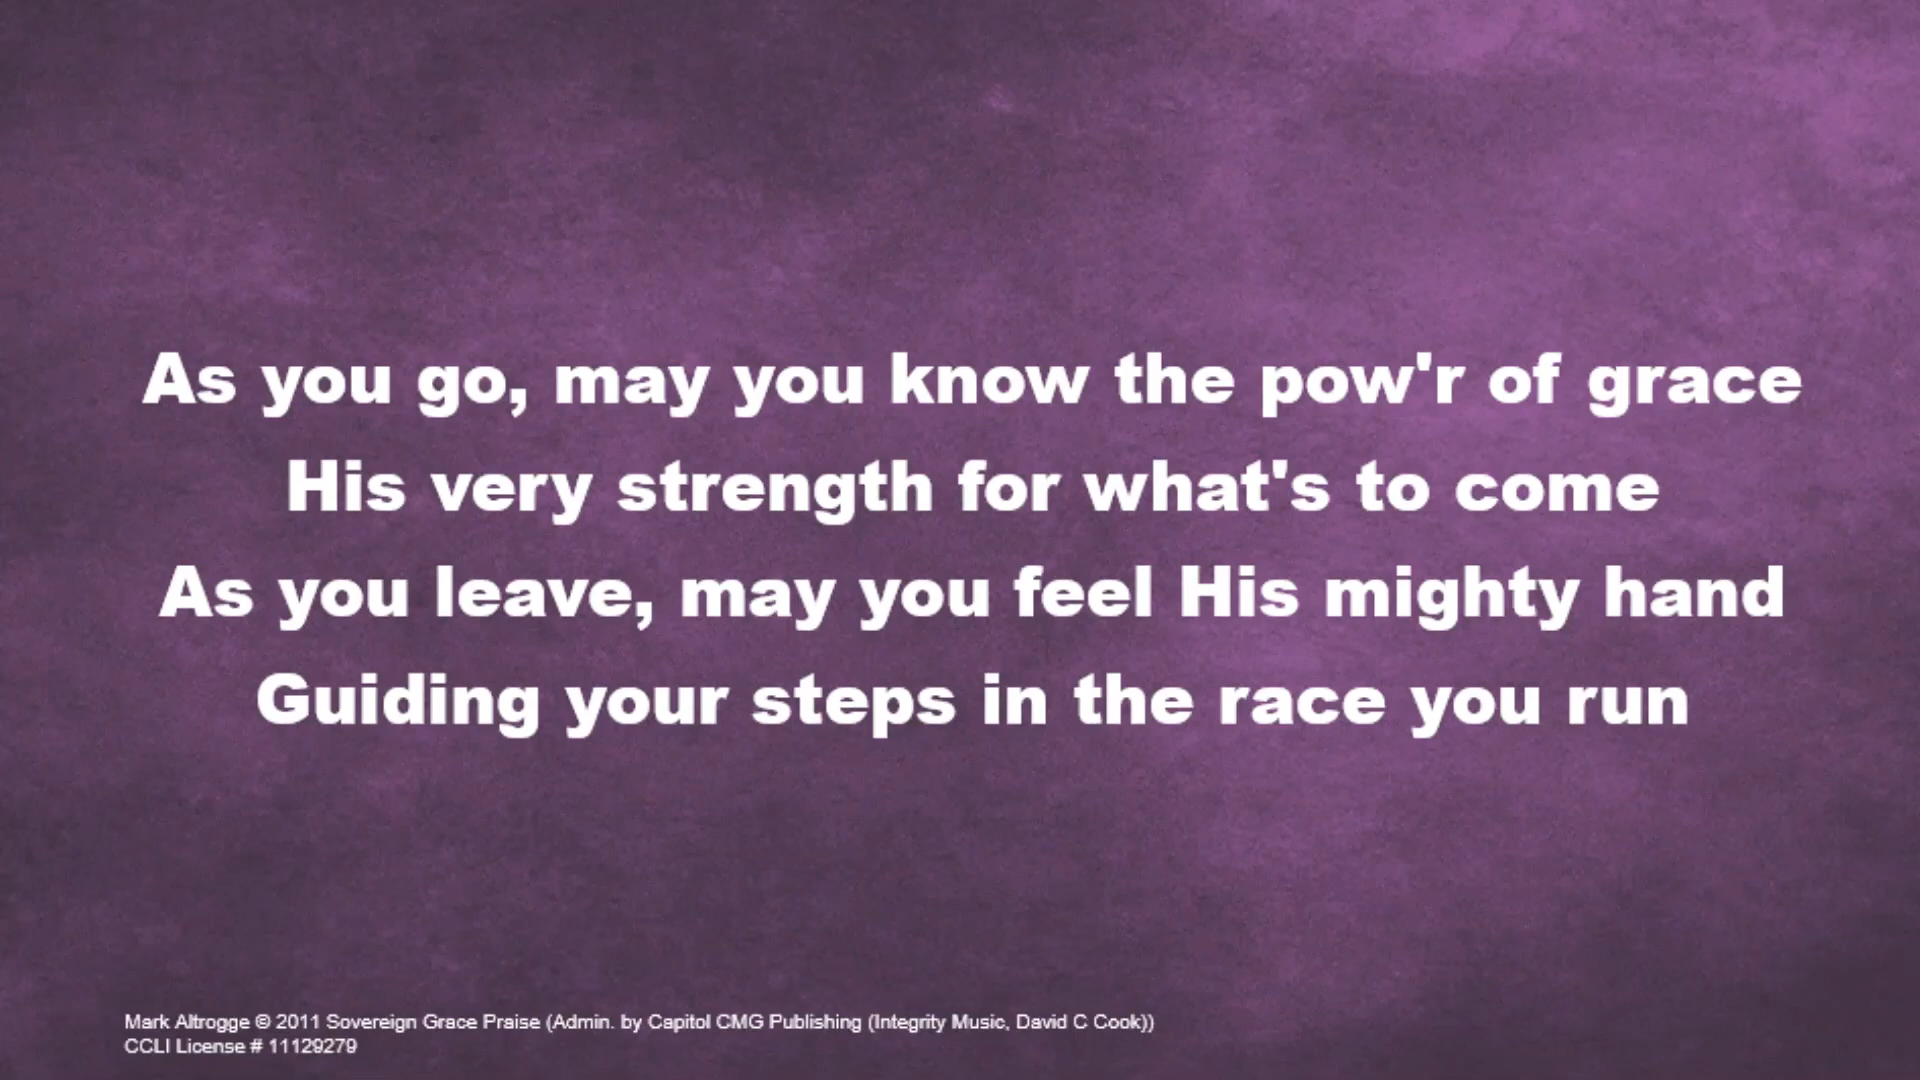 As you go, may you know the pow'r of grace
His very strength for what's to come
As you leave, may you feel His mighty hand
Guiding your steps in the race you run
Mark Altrogge © 2011 Sovereign Grace Praise (Admin. by Capitol CMG Publishing (Integrity Music, David C Cook))
CCLI License # 11129279